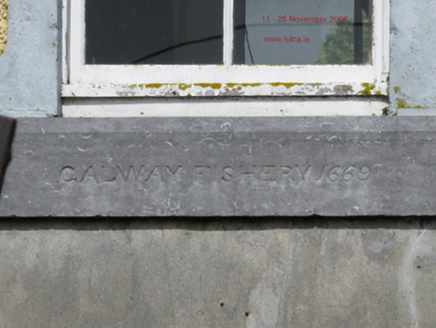 11 - 26 November 2006
www.tulca.ie
GALWAY FISHERY 1669